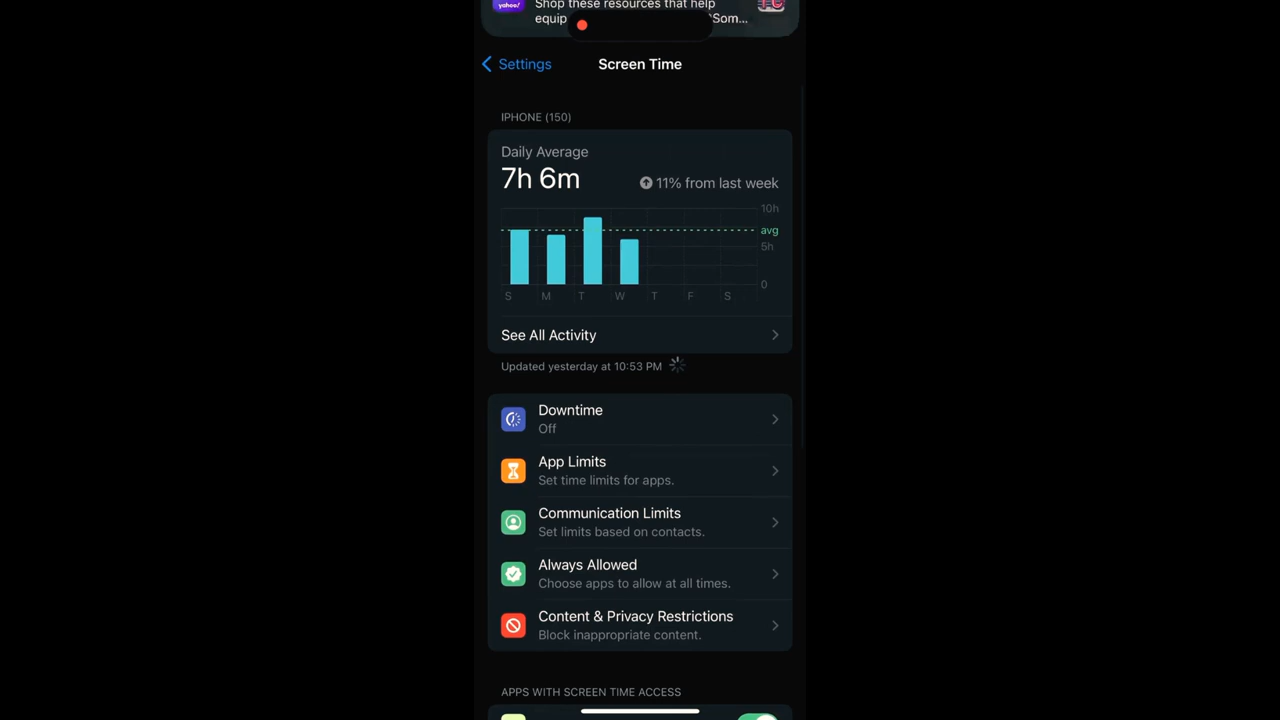 yahoo!
Shop these resources that help
equip
"Som...
Settings
Screen Time
IPHONE (150)
Daily Average
7h 6m
11% from last week
10h
avg
5h
0
S M T W T F S
See All Activity
Updated yesterday at 10:53 PM
Downtime
Off
App Limits
Set time limits for apps.
Communication Limits
Set limits based on contacts.
Always Allowed
Choose apps to allow at all times.
Content & Privacy Restrictions
Block inappropriate content.
APPS WITH SCREEN TIME ACCESS